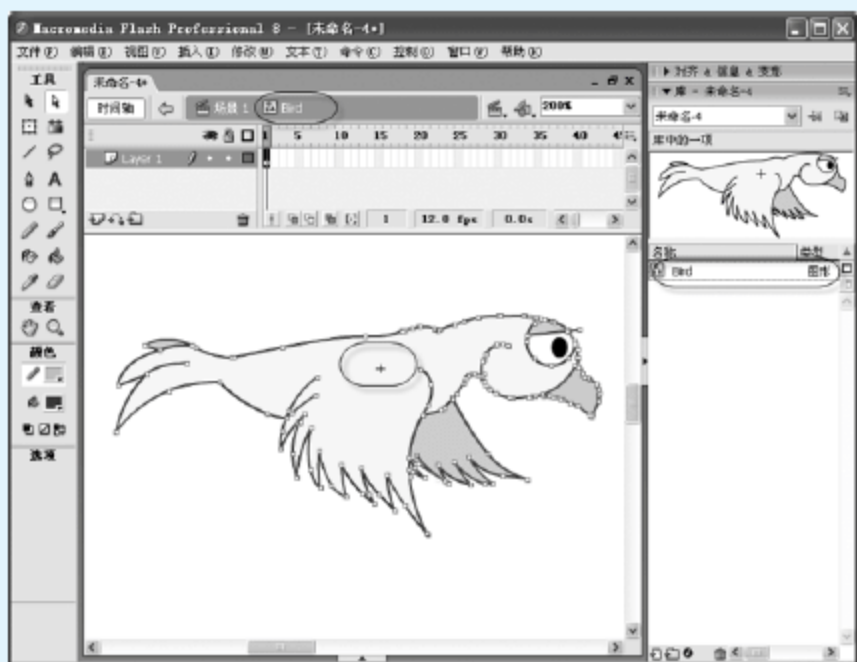 Macromedia Flash Professional 8 - [未命名-4*]
文件(F) 编辑(E) 视图(V) 插入(I) 修改(M) 文本(T) 命令(C) 控制(O) 窗口(W) 帮助(H)
工具
查看
颜色
选项
未命名-4*
时间轴 场景 1 Bird 200%
1 5 10 15 20 25 30 35 40 45
Layer 1
1 12.0 fps 0.0s
对齐 & 信息 & 变形
库 - 未命名-4
未命名-4
库中的一项
名称 类型
Bird 图形